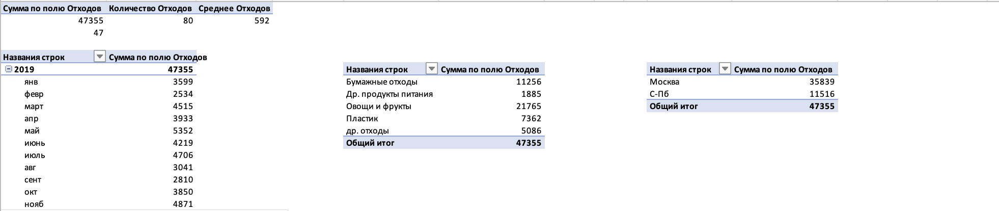 Сумма по полю Отходов Количество Отходов Среднее Отходов
47355 80 592
47
Названия строк Сумма по полю Отходов
2019 47355
янв 3599
февр 2534
март 4515
апр 3933
май 5352
июнь 4219
июль 4706
авг 3041
сент 2810
окт 3850
нояб 4871
Названия строк Сумма по полю Отходов
Бумажные отходы 11256
Др. продукты питания 1885
Овощи и фрукты 21765
Пластик 7362
др. отходы 5086
Общий итог 47355
Названия строк Сумма по полю Отходов
Москва 35839
С-Пб 11516
Общий итог 47355